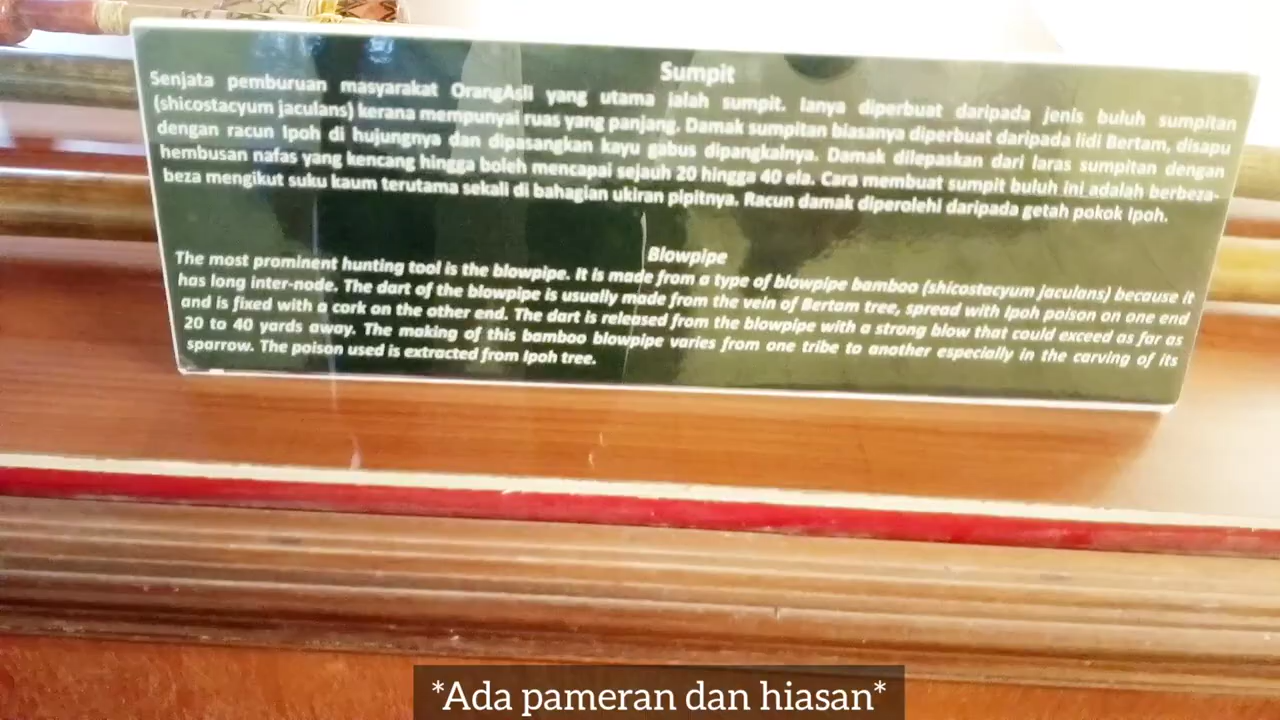 Sumpit
Senjata pemburuan masyarakat OrangAsli yang utama ialah sumpit. Ianya diperbuat daripada jenis buluh sumpitan
(shicostacyum jaculans) kerana mempunyai ruas yang panjang. Damak sumpitan biasanya diperbuat daripada lidi Bertam, disapu
dengan racun Ipoh di hujungnya dan dipasangkan kayu gabus dipangkalnya. Damak dilepaskan dari laras sumpitan dengan
hembusan nafas yang kencang hingga boleh mencapai sejauh 20 hingga 40 ela. Cara membuat sumpit buluh ini adalah berbeza-
beza mengikut suku kaum terutama sekali di bahagian ukiran pipitnya. Racun damak diperolehi daripada getah pokok Ipoh.
Blowpipe
The most prominent hunting tool is the blowpipe. It is made from a type of blowpipe bamboo (shicostacyum jaculans) because it
has long inter-node. The dart of the blowpipe is usually made from the vein of Bertam tree, spread with Ipoh poison on one end
and is fixed with a cork on the other end. The dart is released from the blowpipe with a strong blow that could exceed as far as
20 to 40 yards away. The making of this bamboo blowpipe varies from one tribe to another especially in the carving of its
sparrow. The poison used is extracted from Ipoh tree.
*Ada pameran dan hiasan*